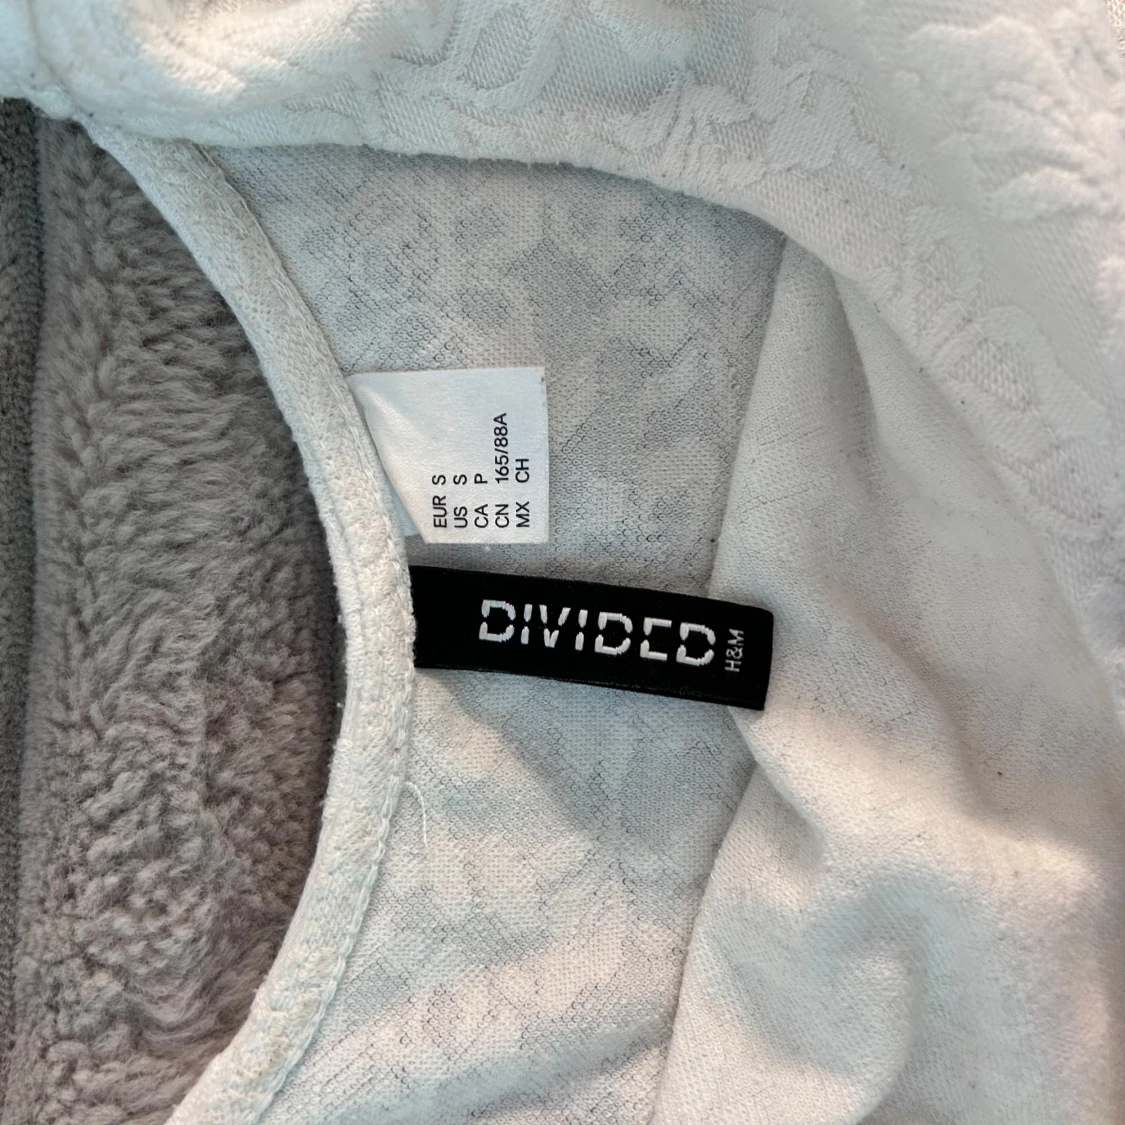 EUR S
US S
CA P
CN 165/88A
MX CH
DIVIDED
H&M